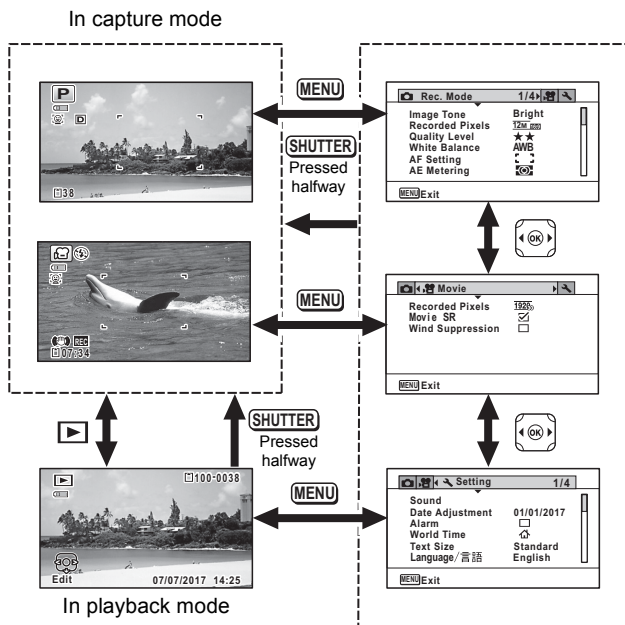 In capture mode
P
D
38
MENU
SHUTTER
Pressed
halfway
Rec. Mode 1/4
Image Tone Bright
Recorded Pixels 12M
Quality Level ★★
White Balance AWB
AF Setting
AE Metering
MENU Exit
OK
REC
07:34
MENU
Movie
Recorded Pixels 1920
Movie SR
Wind Suppression
MENU Exit
OK
SHUTTER
Pressed
halfway
100-0038
Edit
07/07/2017 14:25
MENU
Setting 1/4
Sound
Date Adjustment 01/01/2017
Alarm
World Time
Text Size Standard
Language/言語 English
MENU Exit
In playback mode